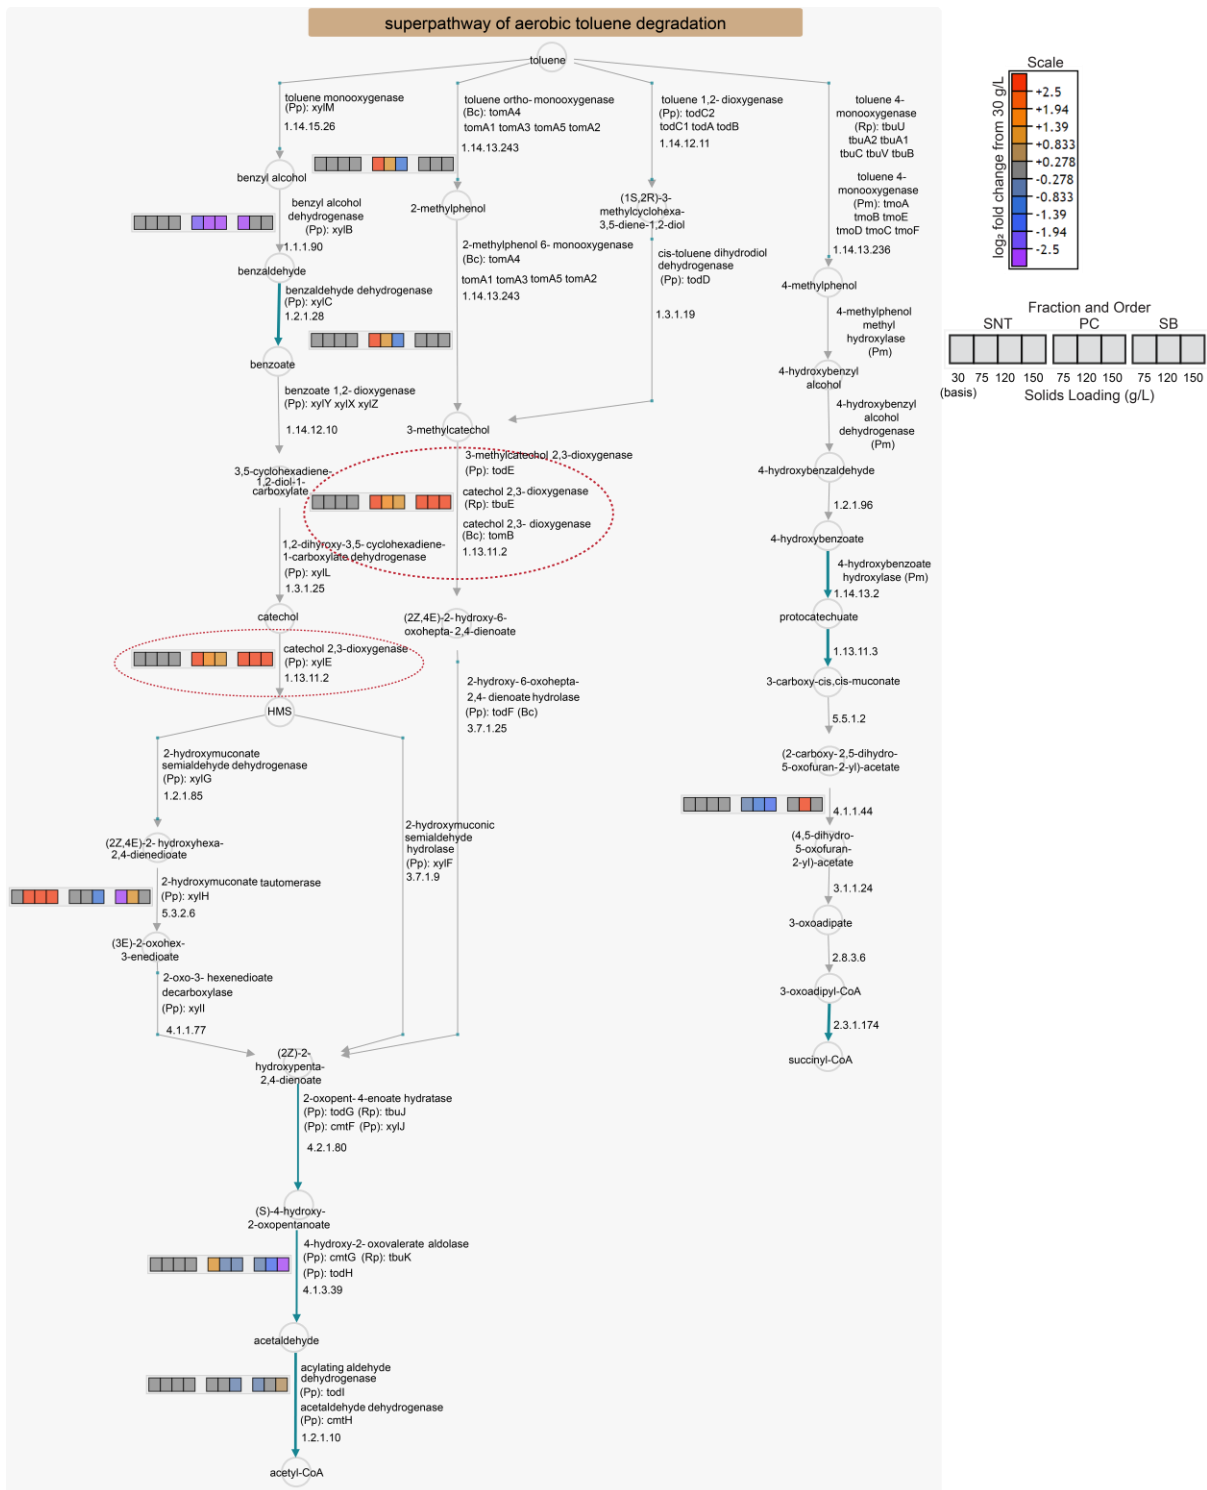 superpathway of aerobic toluene degradation
toluene
toluene monooxygenase
(Pp): xylM
1.14.15.26
toluene ortho- monooxygenase
(Bc): tomA4
tomA1 tomA3 tomA5 tomA2
1.14.13.243
toluene 1,2- dioxygenase
(Pp): todC2
todC1 todA todB
1.14.12.11
toluene 4-
monooxygenase
(Rp): tbuU
tbuA2 tbuA1
tbuC tbuV tbuB
toluene 4-
monooxygenase
(Pm): tmoA
tmoB tmoE
tmoD tmoC tmoF
1.14.13.236
benzyl alcohol
benzyl alcohol
dehydrogenase
(Pp): xylB
1.1.1.90
benzaldehyde
benzaldehyde dehydrogenase
(Pp): xylC
1.2.1.28
benzoate
benzoate 1,2- dioxygenase
(Pp): xylY xylX xylZ
1.14.12.10
3,5-cyclohexadiene-
1,2-diol-1-
carboxylate
1,2-dihyroxy-3,5- cyclohexadiene-
1-carboxylate dehydrogenase
(Pp): xylL
1.3.1.25
catechol
catechol 2,3-dioxygenase
(Pp): xylE
1.13.11.2
HMS
2-methylphenol
2-methylphenol 6- monooxygenase
(Bc): tomA4
tomA1 tomA3 tomA5 tomA2
1.14.13.243
(1S,2R)-3-
methylcyclohexa-
3,5-diene-1,2-diol
cis-toluene dihydrodiol
dehydrogenase
(Pp): todD
1.3.1.19
3-methylcatechol
3-methylcatechol 2,3-dioxygenase
(Pp): todE
catechol 2,3- dioxygenase
(Rp): tbuE
catechol 2,3- dioxygenase
(Bc): tomB
1.13.11.2
(2Z,4E)-2-hydroxy-6-
oxohepta-2,4-dienoate
2-hydroxy-6-oxohepta-
2,4- dienoate hydrolase
(Pp): todF (Bc)
3.7.1.25
4-methylphenol
4-methylphenol
methyl
hydroxylase
(Pm)
4-hydroxybenzyl
alcohol
4-hydroxybenzyl
alcohol
dehydrogenase
(Pm)
4-hydroxybenzaldehyde
1.2.1.96
4-hydroxybenzoate
4-hydroxybenzoate
hydroxylase (Pm)
1.14.13.2
protocatechuate
1.13.11.3
3-carboxy-cis,cis-muconate
5.5.1.2
(2-carboxy-2,5-dihydro-
5-oxofuran-2-yl)-acetate
4.1.1.44
(4,5-dihydro-
5-oxofuran-
2-yl)-acetate
3.1.1.24
3-oxoadipate
2.8.3.6
3-oxoadipyl-CoA
2.3.1.174
succinyl-CoA
2-hydroxymuconate
semialdehyde dehydrogenase
(Pp): xylG
1.2.1.85
(2Z,4E)-2- hydroxyhexa-
2,4-dienedioate
2-hydroxymuconate tautomerase
(Pp): xylH
5.3.2.6
(3E)-2-oxohex-
3-enedioate
2-oxo-3- hexenedioate
decarboxylase
(Pp): xylI
4.1.1.77
2-hydroxymuconic
semialdehyde
hydrolase
(Pp): xylF
3.7.1.9
(2Z)-2-
hydroxypenta-
2,4-dienoate
2-oxopent- 4-enoate hydratase
(Pp): todG (Rp): tbuJ
(Pp): cmtF (Pp): xylJ
4.2.1.80
(S)-4-hydroxy-
2-oxopentanoate
4-hydroxy-2- oxovalerate aldolase
(Pp): cmtG (Rp): tbuK
(Pp): todH
4.1.3.39
acetaldehyde
acylating aldehyde
dehydrogenase
(Pp): todI
acetaldehyde dehydrogenase
(Pp): cmtH
1.2.1.10
acetyl-CoA
Scale
log₂ fold change from 30 g/L
+2.5
+1.94
+1.39
+0.833
+0.278
-0.278
-0.833
-1.39
-1.94
-2.5
Fraction and Order
SNT PC SB
30 75 120 150 75 120 150 75 120 150
(basis) Solids Loading (g/L)